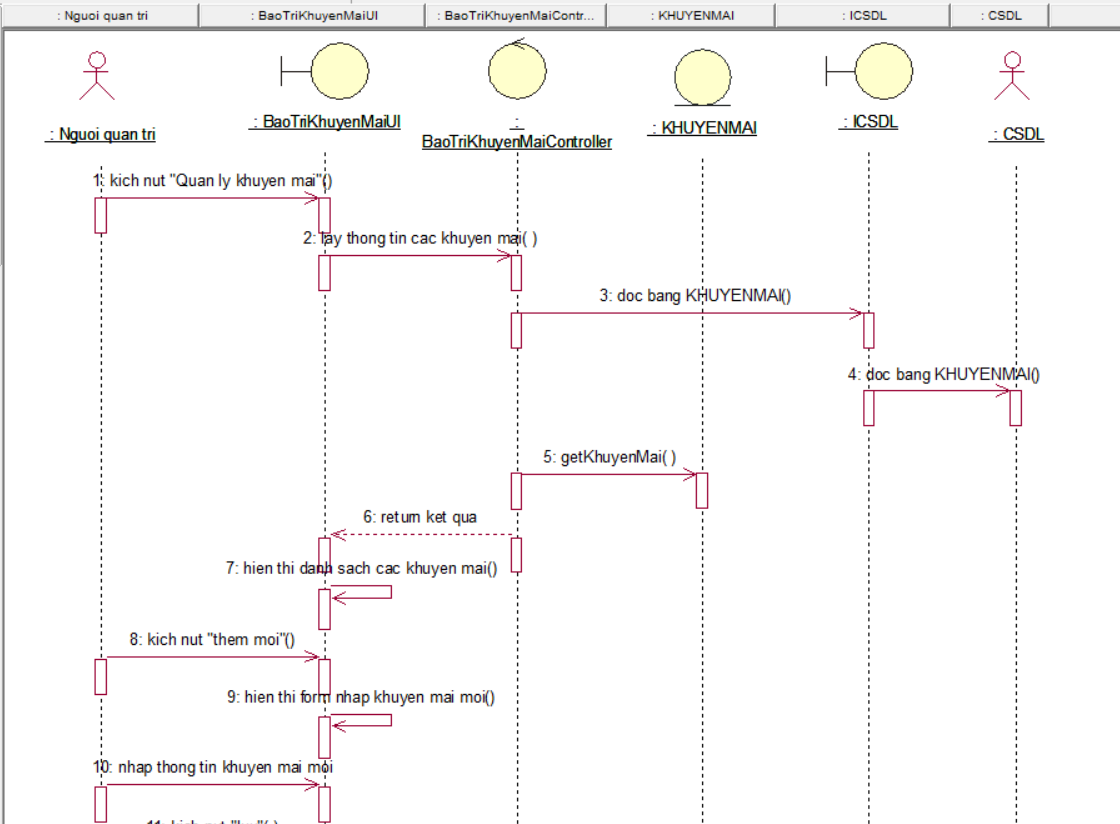 : Nguoi quan tri
: BaoTriKhuyenMaiUI
: BaoTriKhuyenMaiContr...
: KHUYENMAI
: ICSDL
: CSDL
: Nguoi quan tri
: BaoTriKhuyenMaiUI
:
BaoTriKhuyenMaiController
: KHUYENMAI
: ICSDL
: CSDL
1: kich nut "Quan ly khuyen mai"()
2: lay thong tin cac khuyen mai( )
3: doc bang KHUYENMAI()
4: doc bang KHUYENMAI()
5: getKhuyenMai( )
6: return ket qua
7: hien thi danh sach cac khuyen mai()
8: kich nut "them moi"()
9: hien thi form nhap khuyen mai moi()
10: nhap thong tin khuyen mai moi
11: kich nut